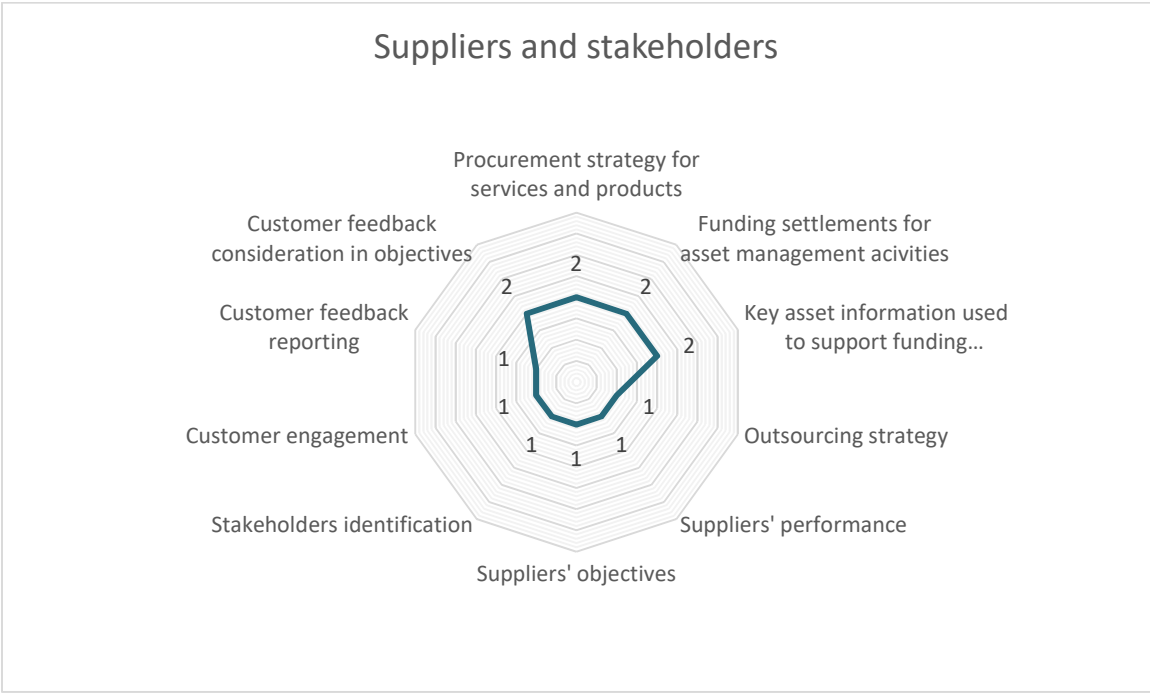 Suppliers and stakeholders
Procurement strategy for
services and products
Customer feedback
consideration in objectives
Funding settlements for
asset management acivities
2
2
2
Customer feedback
reporting
Key asset information used
to support funding...
2
1
1
1
Customer engagement
Outsourcing strategy
1
1
1
Stakeholders identification
Suppliers' performance
Suppliers' objectives